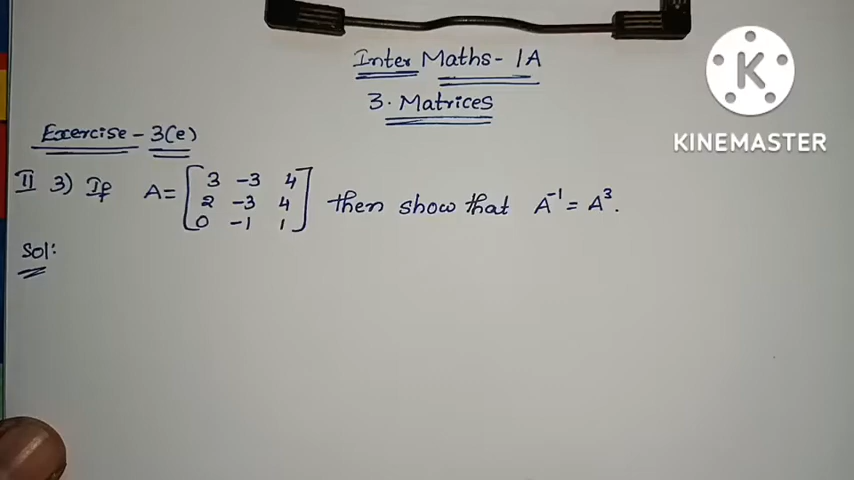 Inter Maths - 1A
3. Matrices
K
KINEMASTER
Exercise - 3(e)
II 3) If A = [3 -3 4
2 -3 4
0 -1 1] then show that A⁻¹ = A³.
Sol: